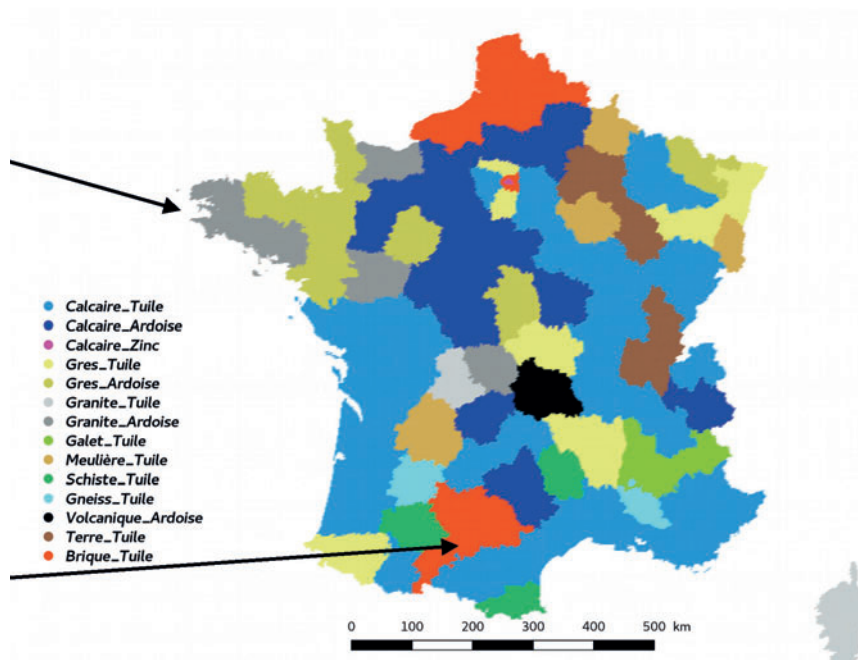 Calcaire_Tuile
Calcaire_Ardoise
Calcaire_Zinc
Gres_Tuile
Gres_Ardoise
Granite_Tuile
Granite_Ardoise
Galet_Tuile
Meulière_Tuile
Schiste_Tuile
Gneiss_Tuile
Volcanique_Ardoise
Terre_Tuile
Brique_Tuile
0 100 200 300 400 500 km